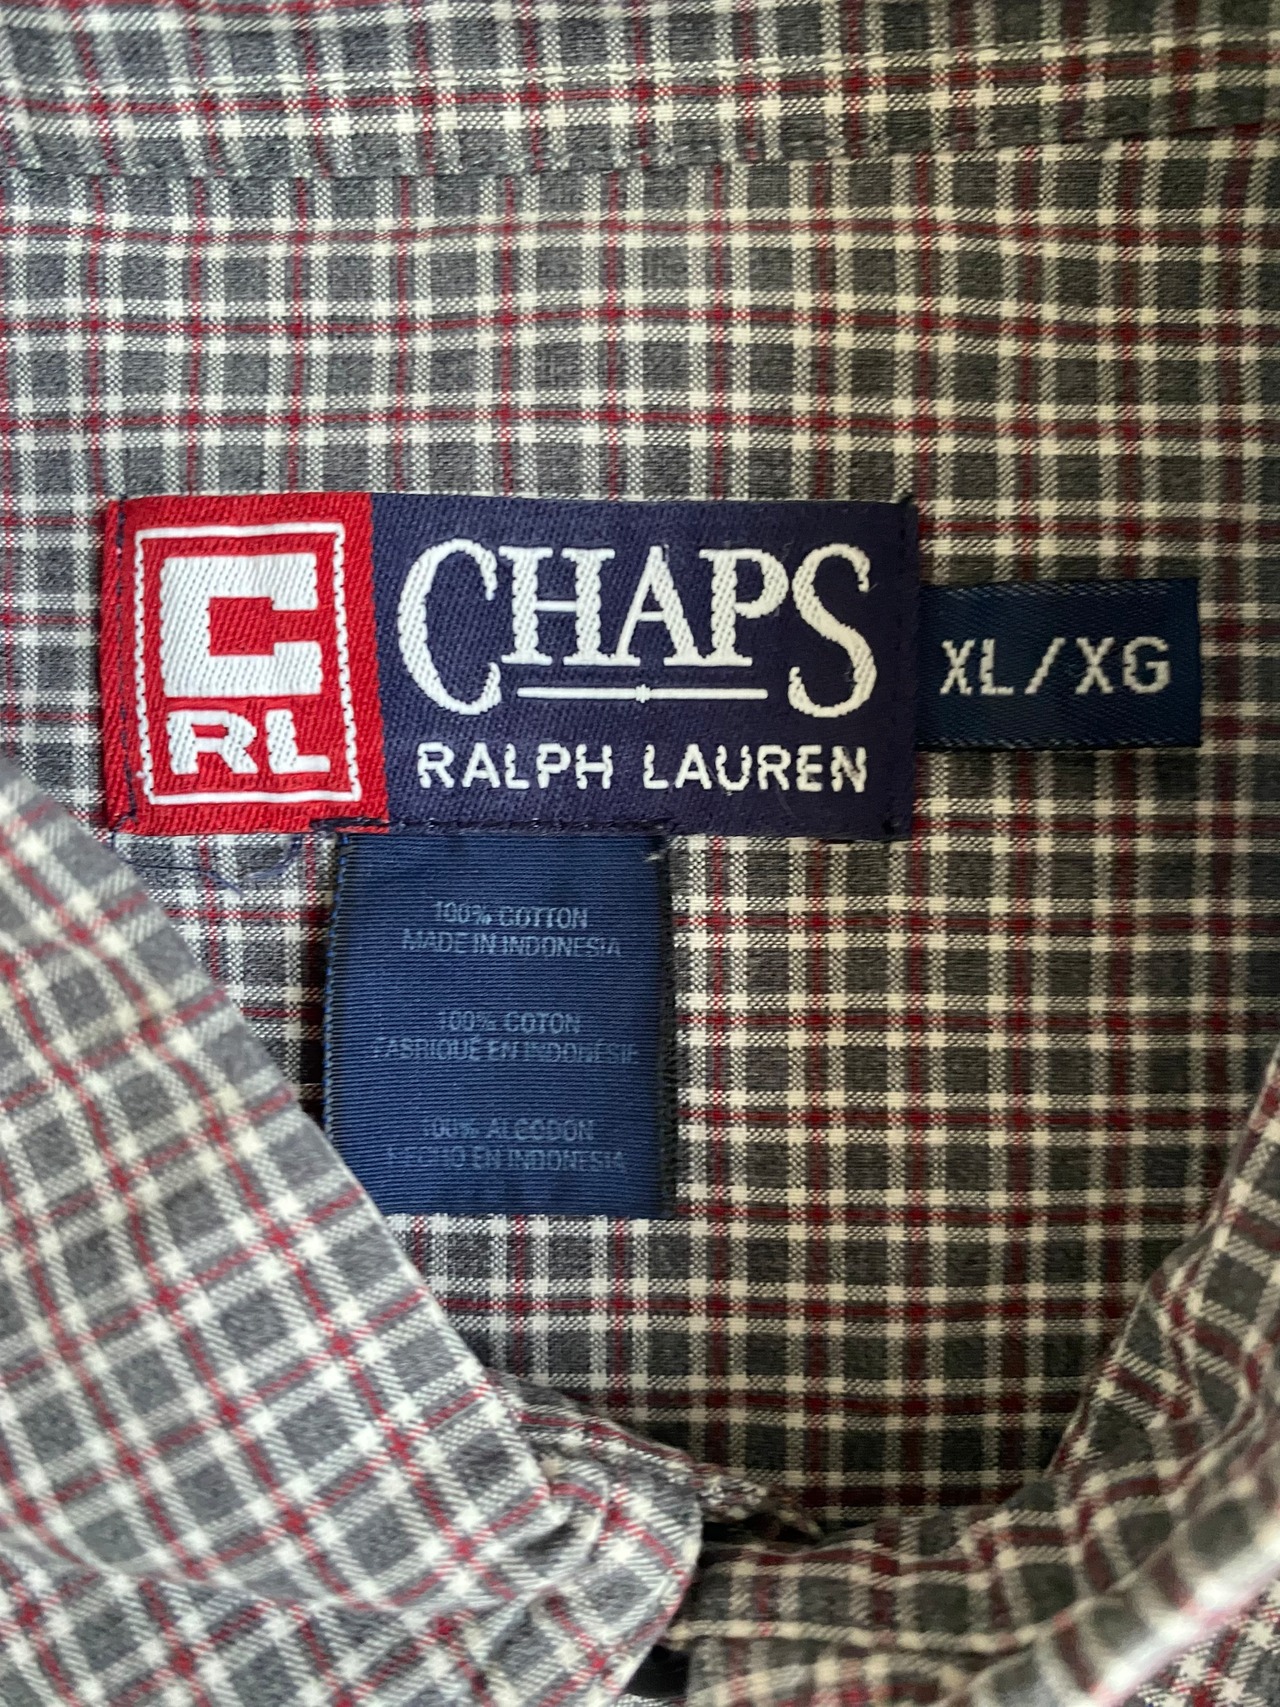 C
RL
CHAPS
RALPH LAUREN
XL/XG
100% COTTON
MADE IN INDONESIA
100% COTON
FABRIQUÉ EN INDONÉSIE
100% ALGODON
HECHO EN INDONESIA